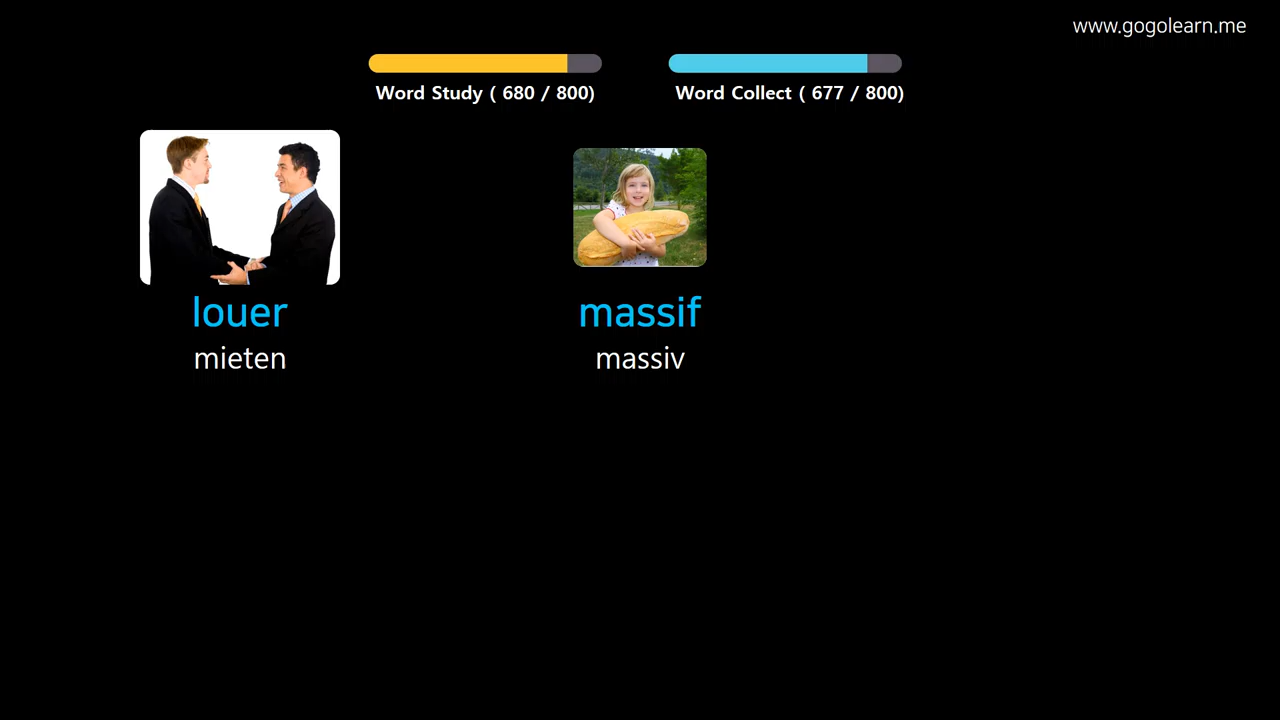 www.gogolearn.me
Word Study ( 680 / 800)
Word Collect ( 677 / 800)
louer
mieten
massif
massiv